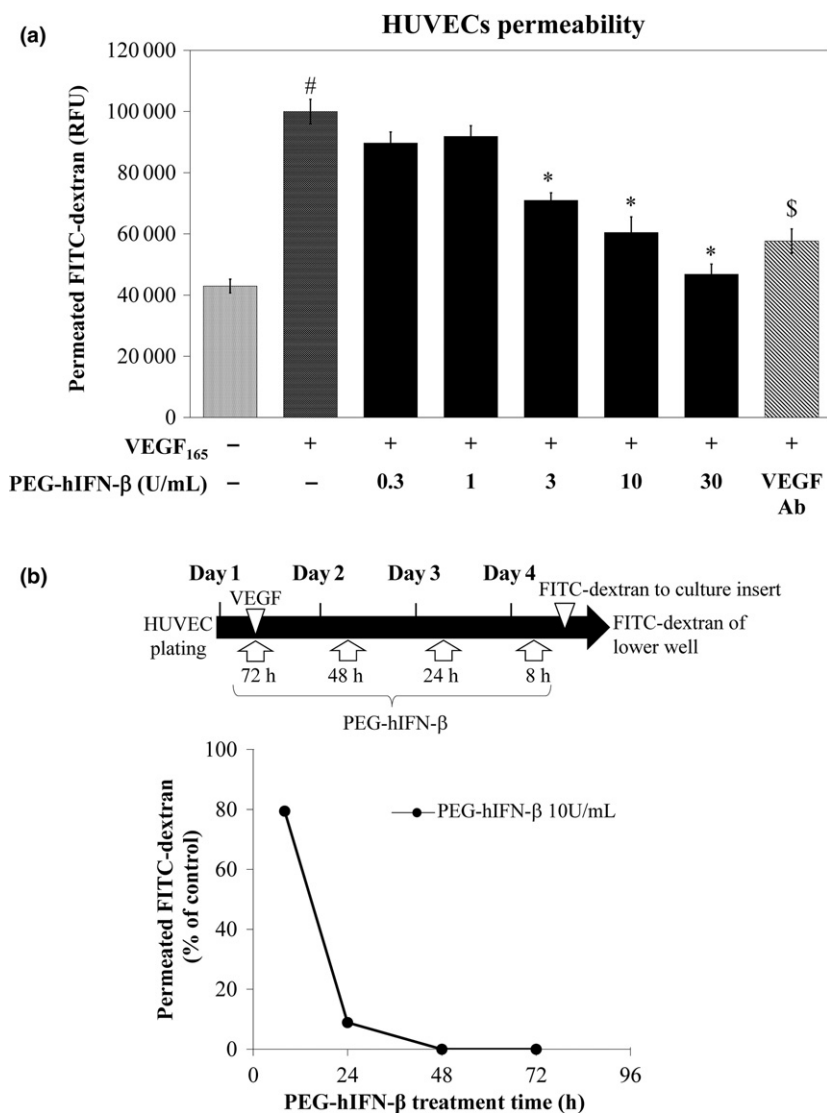 (a)
HUVECs permeability
Permeated FITC-dextran (RFU)
120 000
100 000
80 000
60 000
40 000
20 000
0
#
*
*
*
$
VEGF₁₆₅ – + + + + + + +
PEG-hIFN-β (U/mL) – – 0.3 1 3 10 30 VEGF
Ab
(b)
Day 1 Day 2 Day 3 Day 4
FITC-dextran to culture insert
VEGF
HUVEC
plating
FITC-dextran of
lower well
72 h 48 h 24 h 8 h
PEG-hIFN-β
Permeated FITC-dextran
(% of control)
100
80
60
40
20
0
PEG-hIFN-β 10U/mL
0 24 48 72 96
PEG-hIFN-β treatment time (h)